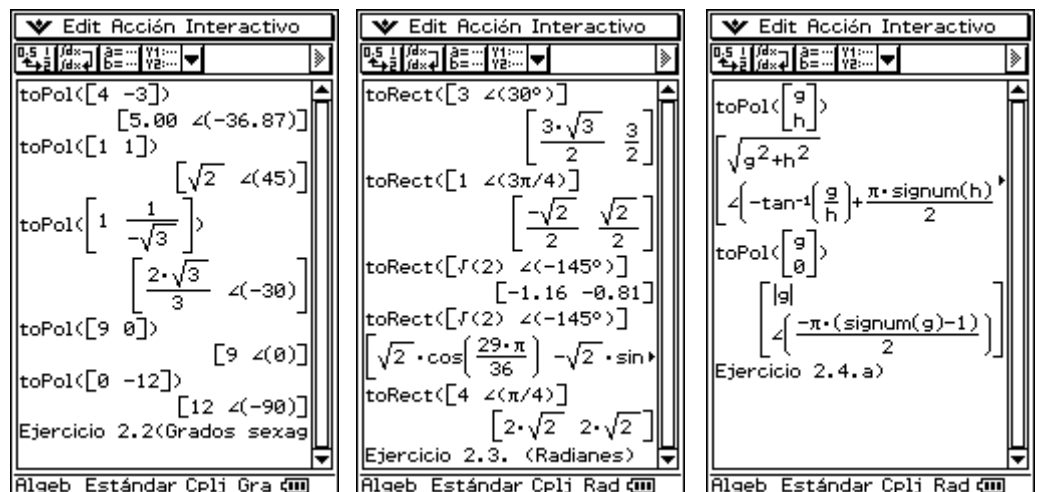 Edit Acción Interactivo
toPol([4 -3])
[5.00 ∠(-36.87)]
toPol([1 1])
[√2 ∠(45)]
toPol([1 1/-√3])
[2·√3/3 ∠(-30)]
toPol([9 0])
[9 ∠(0)]
toPol([0 -12])
[12 ∠(-90)]
Ejercicio 2.2(Grados sexag
Algeb Estándar Cpli Gra
Edit Acción Interactivo
toRect([3 ∠(30º)]
[3·√3/2 3/2]
toRect([1 ∠(3π/4)]
[-√2/2 √2/2]
toRect([√(2) ∠(-145º)]
[-1.16 -0.81]
toRect([√(2) ∠(-145º)]
[√2·cos(29·π/36) -√2·sin
toRect([4 ∠(π/4)]
[2·√2 2·√2]
Ejercicio 2.3. (Radianes)
Algeb Estándar Cpli Rad
Edit Acción Interactivo
toPol([g
h])
[√g²+h²
∠(-tan⁻¹(g/h)+π·signum(h)/2
toPol([g
0])
[|g|
∠(-π·(signum(g)-1)/2)]
Ejercicio 2.4.a)
Algeb Estándar Cpli Rad